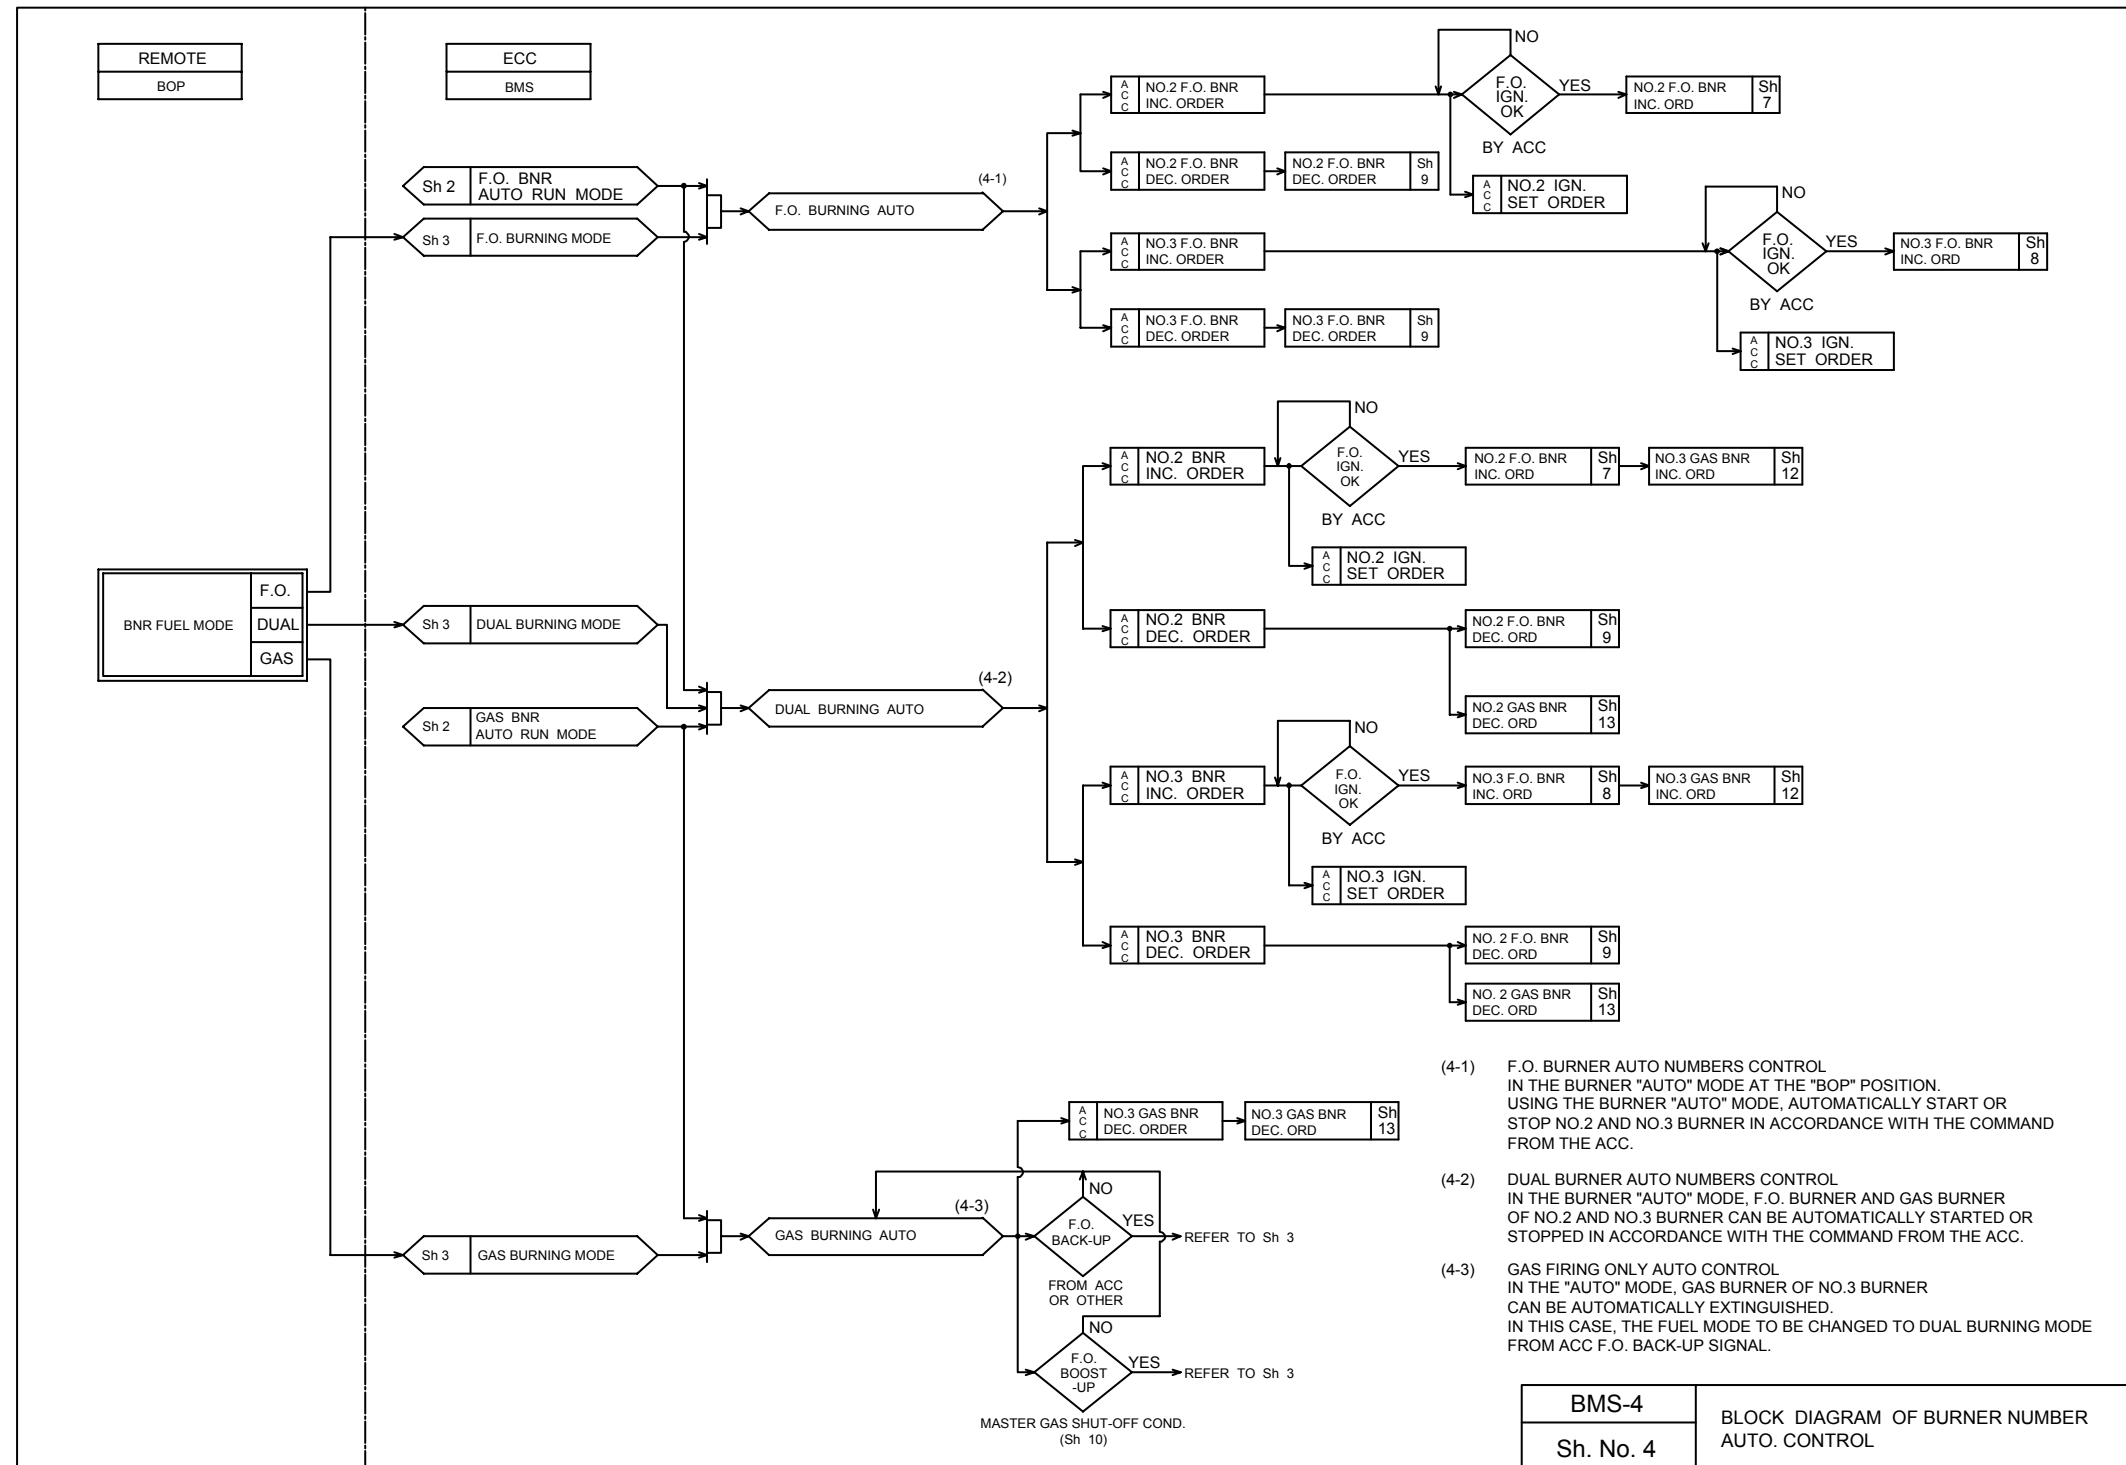 REMOTE
BOP
ECC
BMS
Sh 2
F.O. BNR
AUTO RUN MODE
Sh 3
F.O. BURNING MODE
F.O. BURNING AUTO
(4-1)
ACC
NO.2 F.O. BNR
INC. ORDER
NO
F.O.
IGN.
OK
YES
BY ACC
NO.2 F.O. BNR
INC. ORD
Sh
7
ACC
NO.2 F.O. BNR
DEC. ORDER
NO.2 F.O. BNR
DEC. ORDER
Sh
9
ACC
NO.2 IGN.
SET ORDER
ACC
NO.3 F.O. BNR
INC. ORDER
NO
F.O.
IGN.
OK
YES
BY ACC
NO.3 F.O. BNR
INC. ORD
Sh
8
ACC
NO.3 F.O. BNR
DEC. ORDER
NO.3 F.O. BNR
DEC. ORDER
Sh
9
ACC
NO.3 IGN.
SET ORDER
BNR FUEL MODE
F.O.
DUAL
GAS
Sh 3
DUAL BURNING MODE
Sh 2
GAS BNR
AUTO RUN MODE
DUAL BURNING AUTO
(4-2)
ACC
NO.2 BNR
INC. ORDER
NO
F.O.
IGN.
OK
YES
BY ACC
NO.2 F.O. BNR
INC. ORD
Sh
7
NO.3 GAS BNR
INC. ORD
Sh
12
ACC
NO.2 IGN.
SET ORDER
ACC
NO.2 BNR
DEC. ORDER
NO.2 F.O. BNR
DEC. ORD
Sh
9
NO.2 GAS BNR
DEC. ORD
Sh
13
ACC
NO.3 BNR
INC. ORDER
NO
F.O.
IGN.
OK
YES
BY ACC
NO.3 F.O. BNR
INC. ORD
Sh
8
NO.3 GAS BNR
INC. ORD
Sh
12
ACC
NO.3 IGN.
SET ORDER
ACC
NO.3 BNR
DEC. ORDER
NO. 2 F.O. BNR
DEC. ORD
Sh
9
NO. 2 GAS BNR
DEC. ORD
Sh
13
Sh 3
GAS BURNING MODE
GAS BURNING AUTO
(4-3)
ACC
NO.3 GAS BNR
DEC. ORDER
NO.3 GAS BNR
DEC. ORD
Sh
13
NO
F.O.
BACK-UP
YES
REFER TO Sh 3
FROM ACC
OR OTHER
NO
F.O.
BOOST
-UP
YES
REFER TO Sh 3
MASTER GAS SHUT-OFF COND.
(Sh 10)
(4-1) F.O. BURNER AUTO NUMBERS CONTROL
IN THE BURNER "AUTO" MODE AT THE "BOP" POSITION.
USING THE BURNER "AUTO" MODE, AUTOMATICALLY START OR
STOP NO.2 AND NO.3 BURNER IN ACCORDANCE WITH THE COMMAND
FROM THE ACC.
(4-2) DUAL BURNER AUTO NUMBERS CONTROL
IN THE BURNER "AUTO" MODE, F.O. BURNER AND GAS BURNER
OF NO.2 AND NO.3 BURNER CAN BE AUTOMATICALLY STARTED OR
STOPPED IN ACCORDANCE WITH THE COMMAND FROM THE ACC.
(4-3) GAS FIRING ONLY AUTO CONTROL
IN THE "AUTO" MODE, GAS BURNER OF NO.3 BURNER
CAN BE AUTOMATICALLY EXTINGUISHED.
IN THIS CASE, THE FUEL MODE TO BE CHANGED TO DUAL BURNING MODE
FROM ACC F.O. BACK-UP SIGNAL.
BMS-4
Sh. No. 4
BLOCK DIAGRAM OF BURNER NUMBER
AUTO. CONTROL